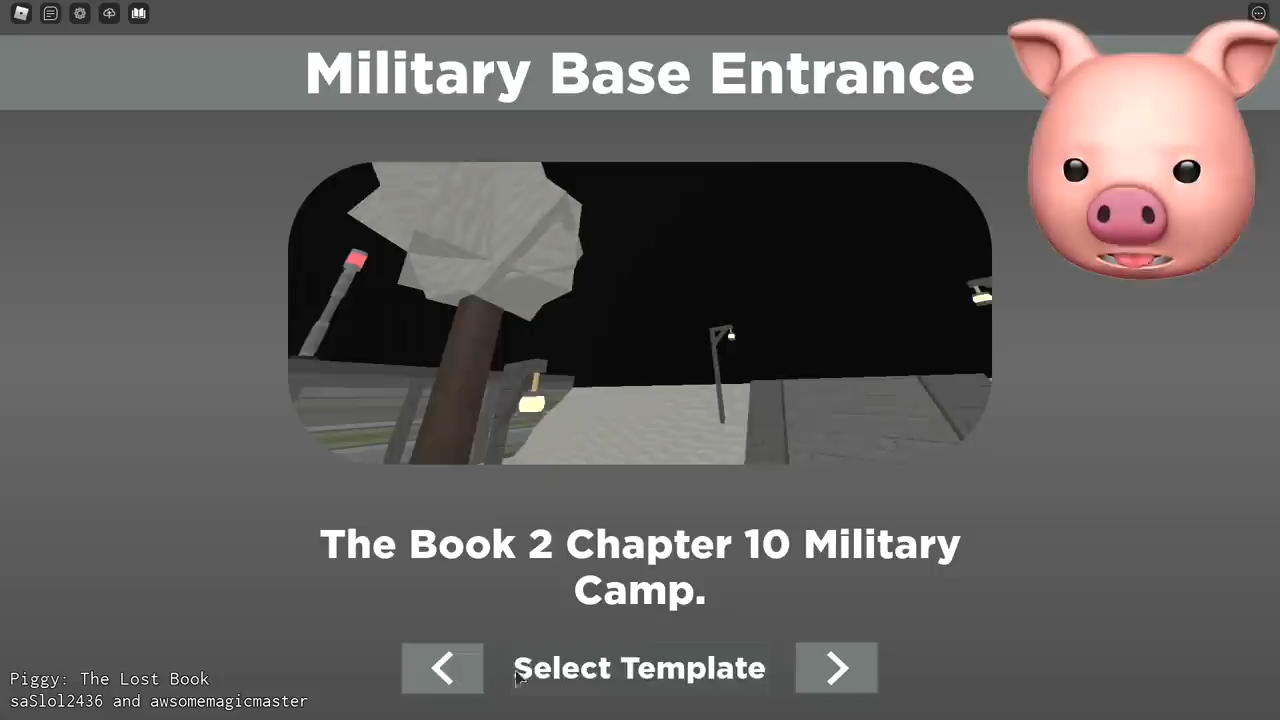 Military Base Entrance
The Book 2 Chapter 10 Military
Camp.
Select Template
Piggy: The Lost Book
saSlol2436 and awsomemagicmaster